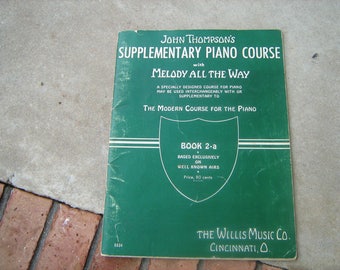 JOHN THOMPSON'S
SUPPLEMENTARY PIANO COURSE
with
MELODY ALL THE WAY
A SPECIALLY DESIGNED COURSE FOR PIANO
MAY BE USED INTERCHANGEABLY WITH OR
SUPPLEMENTARY TO
THE MODERN COURSE FOR THE PIANO
BOOK 2-a
BASED EXCLUSIVELY
ON
WELL KNOWN AIRS
Price, cents
THE WILLIS MUSIC CO.
CINCINNATI, O.